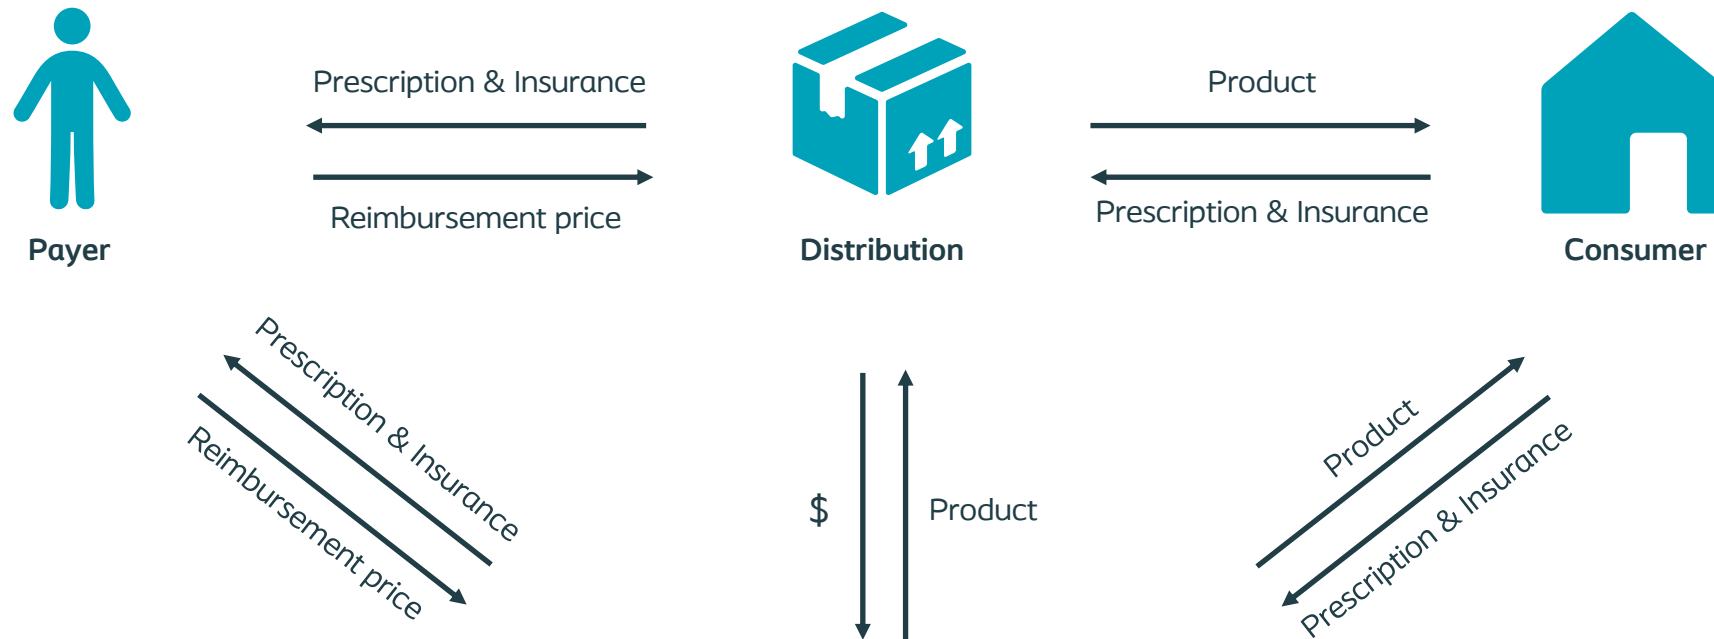 Prescription & Insurance
Product
Reimbursement price
Prescription & Insurance
Payer
Distribution
Consumer
Prescription & Insurance
Reimbursement price
$
Product
Product
Prescription & Insurance